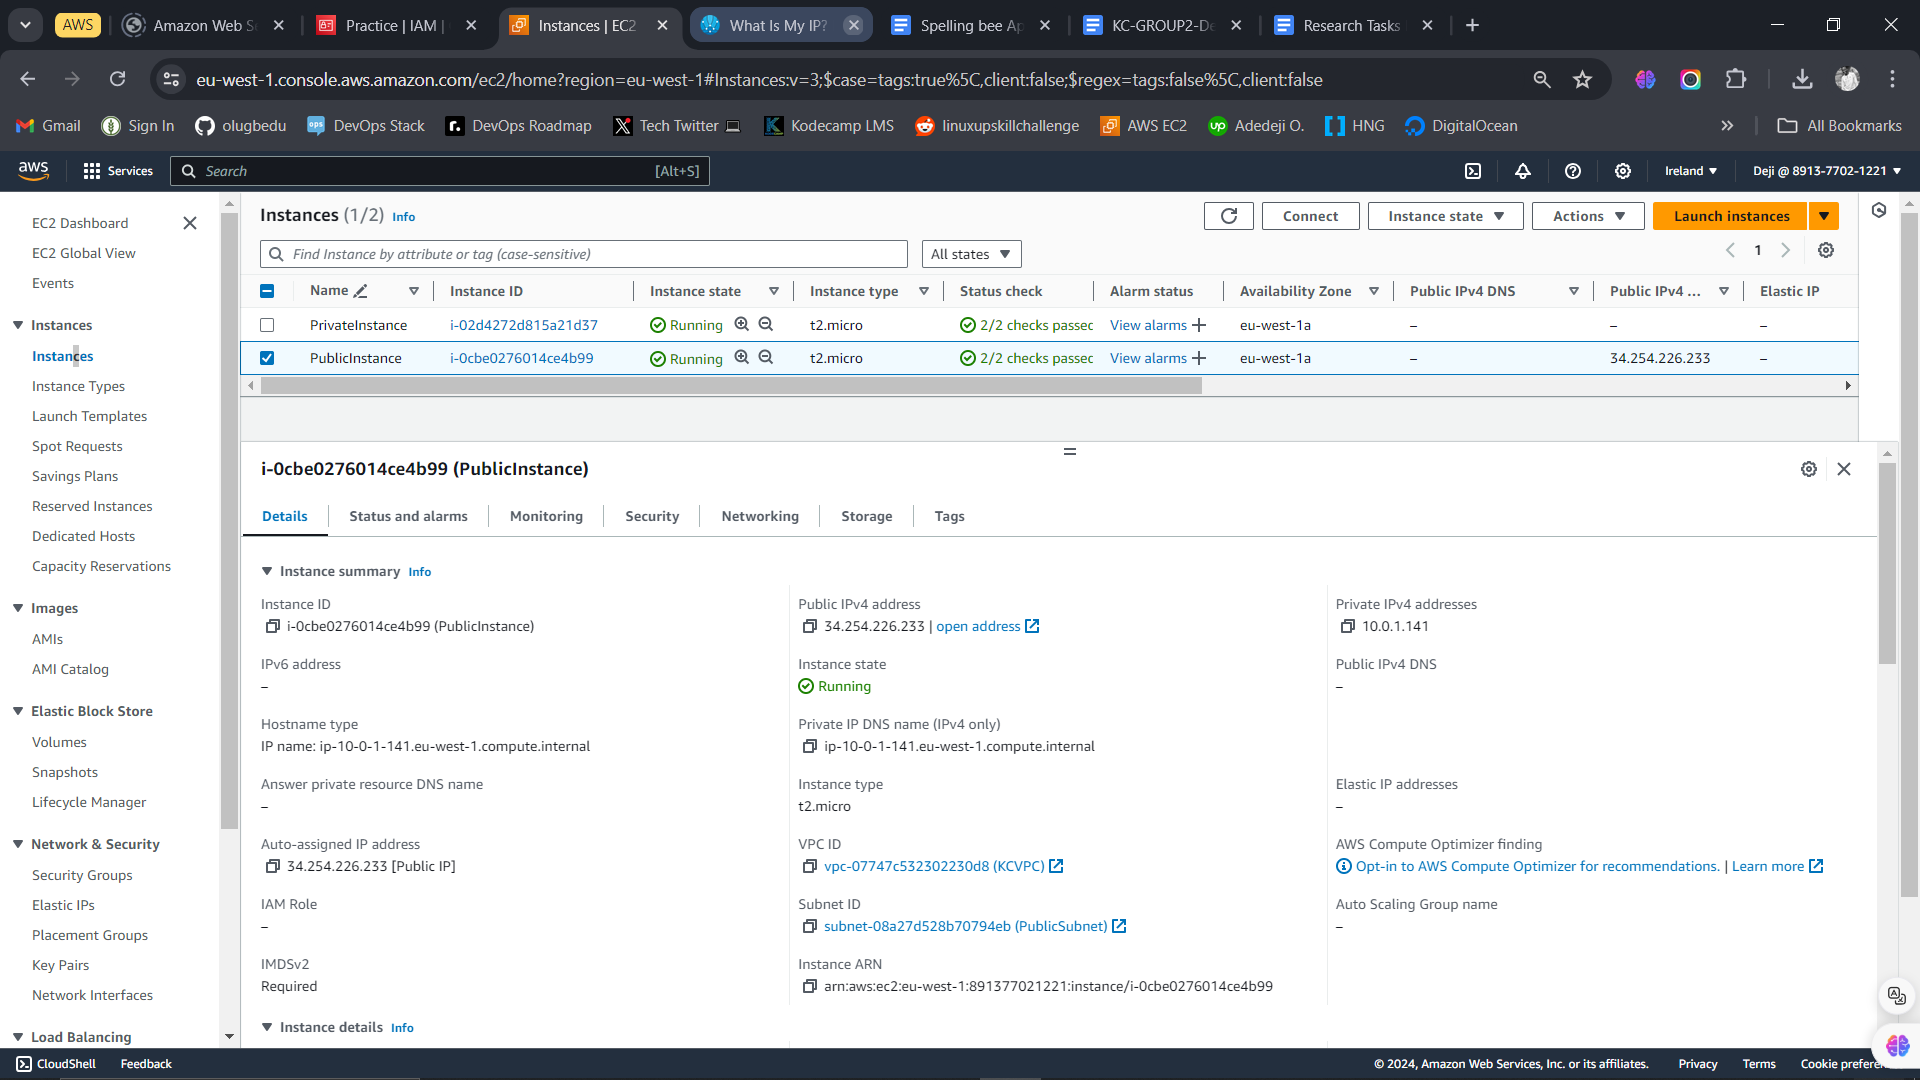 AWS
Amazon Web Se
Practice | IAM |
Instances | EC2
What Is My IP?
Spelling bee Ap
KC-GROUP2-De
Research Tasks
eu-west-1.console.aws.amazon.com/ec2/home?region=eu-west-1#Instances:v=3;$case=tags:true%5C,client:false;$regex=tags:false%5C,client:false
Gmail
Sign In
olugbedu
DevOps Stack
DevOps Roadmap
Tech Twitter
Kodecamp LMS
linuxupskillchallenge
AWS EC2
Adedeji O.
HNG
DigitalOcean
All Bookmarks
aws
Services
Search
[Alt+S]
Ireland
Deji @ 8913-7702-1221
EC2 Dashboard
EC2 Global View
Events
Instances
Instances
Instance Types
Launch Templates
Spot Requests
Savings Plans
Reserved Instances
Dedicated Hosts
Capacity Reservations
Images
AMIs
AMI Catalog
Elastic Block Store
Volumes
Snapshots
Lifecycle Manager
Network & Security
Security Groups
Elastic IPs
Placement Groups
Key Pairs
Network Interfaces
Load Balancing
Instances (1/2) Info
Connect
Instance state
Actions
Launch instances
Find Instance by attribute or tag (case-sensitive)
All states
1
Name Instance ID Instance state Instance type Status check Alarm status Availability Zone Public IPv4 DNS Public IPv4 ... Elastic IP
PrivateInstance i-02d4272d815a21d37 Running t2.micro 2/2 checks passec View alarms eu-west-1a – – –
PublicInstance i-0cbe0276014ce4b99 Running t2.micro 2/2 checks passec View alarms eu-west-1a – 34.254.226.233 –
i-0cbe0276014ce4b99 (PublicInstance)
Details Status and alarms Monitoring Security Networking Storage Tags
Instance summary Info
Instance ID
i-0cbe0276014ce4b99 (PublicInstance)
Public IPv4 address
34.254.226.233 | open address
Private IPv4 addresses
10.0.1.141
IPv6 address
–
Instance state
Running
Public IPv4 DNS
–
Hostname type
IP name: ip-10-0-1-141.eu-west-1.compute.internal
Private IP DNS name (IPv4 only)
ip-10-0-1-141.eu-west-1.compute.internal
Answer private resource DNS name
–
Instance type
t2.micro
Elastic IP addresses
–
Auto-assigned IP address
34.254.226.233 [Public IP]
VPC ID
vpc-07747c532302230d8 (KCVPC)
AWS Compute Optimizer finding
Opt-in to AWS Compute Optimizer for recommendations. | Learn more
IAM Role
–
Subnet ID
subnet-08a27d528b70794eb (PublicSubnet)
Auto Scaling Group name
–
IMDSv2
Required
Instance ARN
arn:aws:ec2:eu-west-1:891377021221:instance/i-0cbe0276014ce4b99
Instance details Info
CloudShell
Feedback
© 2024, Amazon Web Services, Inc. or its affiliates.
Privacy
Terms
Cookie prefere